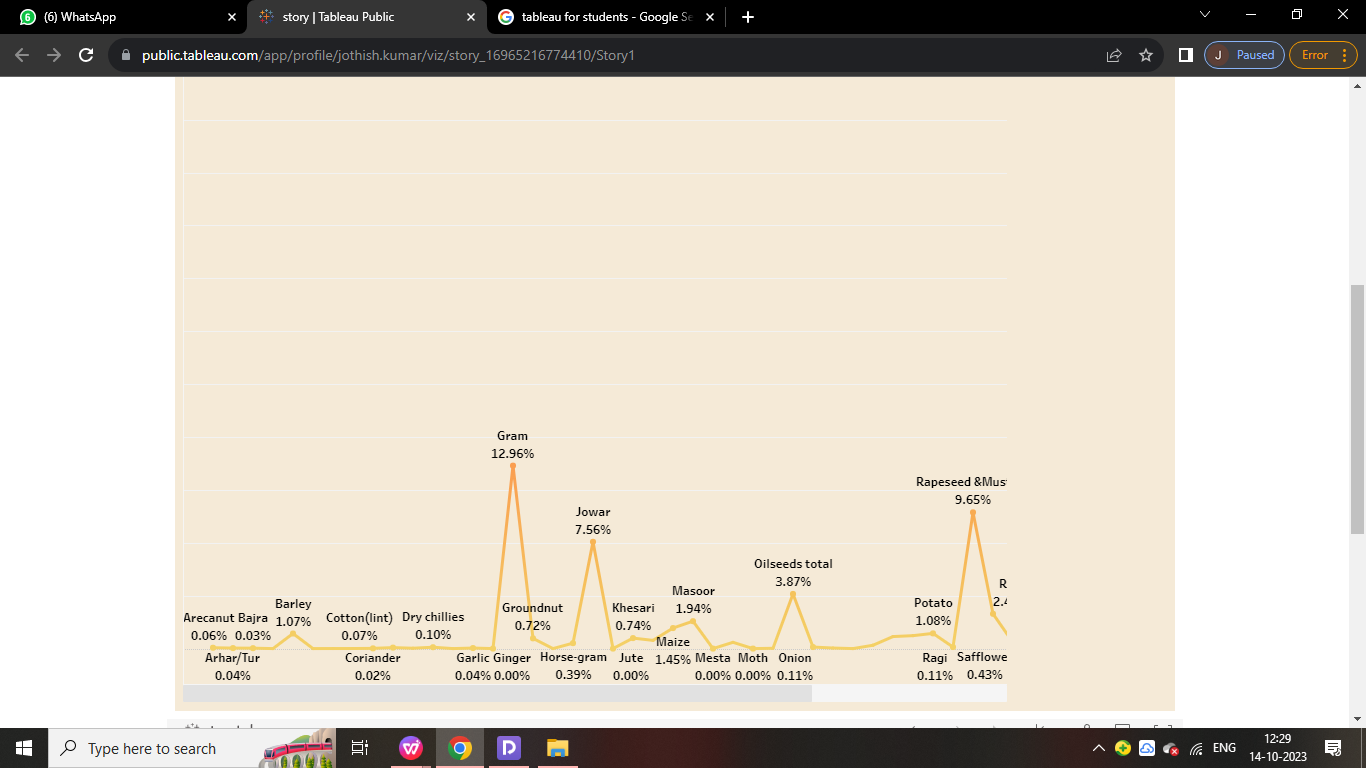 (6) WhatsApp
story | Tableau Public
tableau for students - Google Se
public.tableau.com/app/profile/jothish.kumar/viz/story_16965216774410/Story1
J Paused
Error
Gram
12.96%
Rapeseed &Must
9.65%
Jowar
7.56%
Oilseeds total
3.87%
R
2.4
Masoor
1.94%
Barley
1.07%
Groundnut
0.72%
Khesari
0.74%
Potato
1.08%
Arecanut Bajra
0.06% 0.03%
Cotton(lint)
0.07%
Dry chillies
0.10%
Maize
1.45%
Arhar/Tur
0.04%
Coriander
0.02%
Garlic Ginger
0.04% 0.00%
Horse-gram
0.39%
Jute
0.00%
Mesta
0.00%
Moth
0.00%
Onion
0.11%
Ragi
0.11%
Safflowe
0.43%
Type here to search
ENG
12:29
14-10-2023